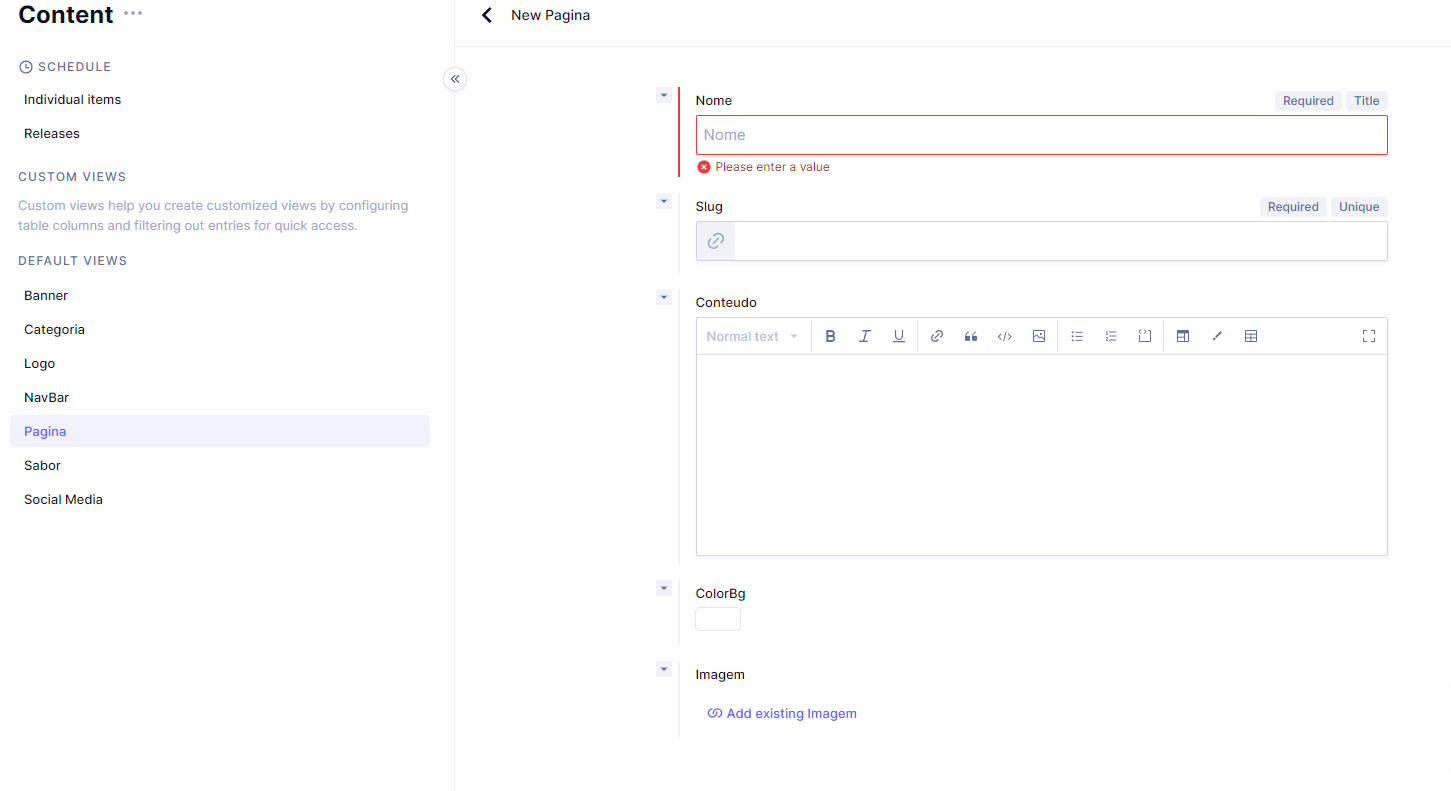 Content
SCHEDULE
Individual items
Releases
CUSTOM VIEWS
Custom views help you create customized views by configuring
table columns and filtering out entries for quick access.
DEFAULT VIEWS
Banner
Categoria
Logo
NavBar
Pagina
Sabor
Social Media
New Pagina
Nome
Required Title
Nome
Please enter a value
Slug
Required Unique
Conteudo
Normal text
ColorBg
Imagem
Add existing Imagem